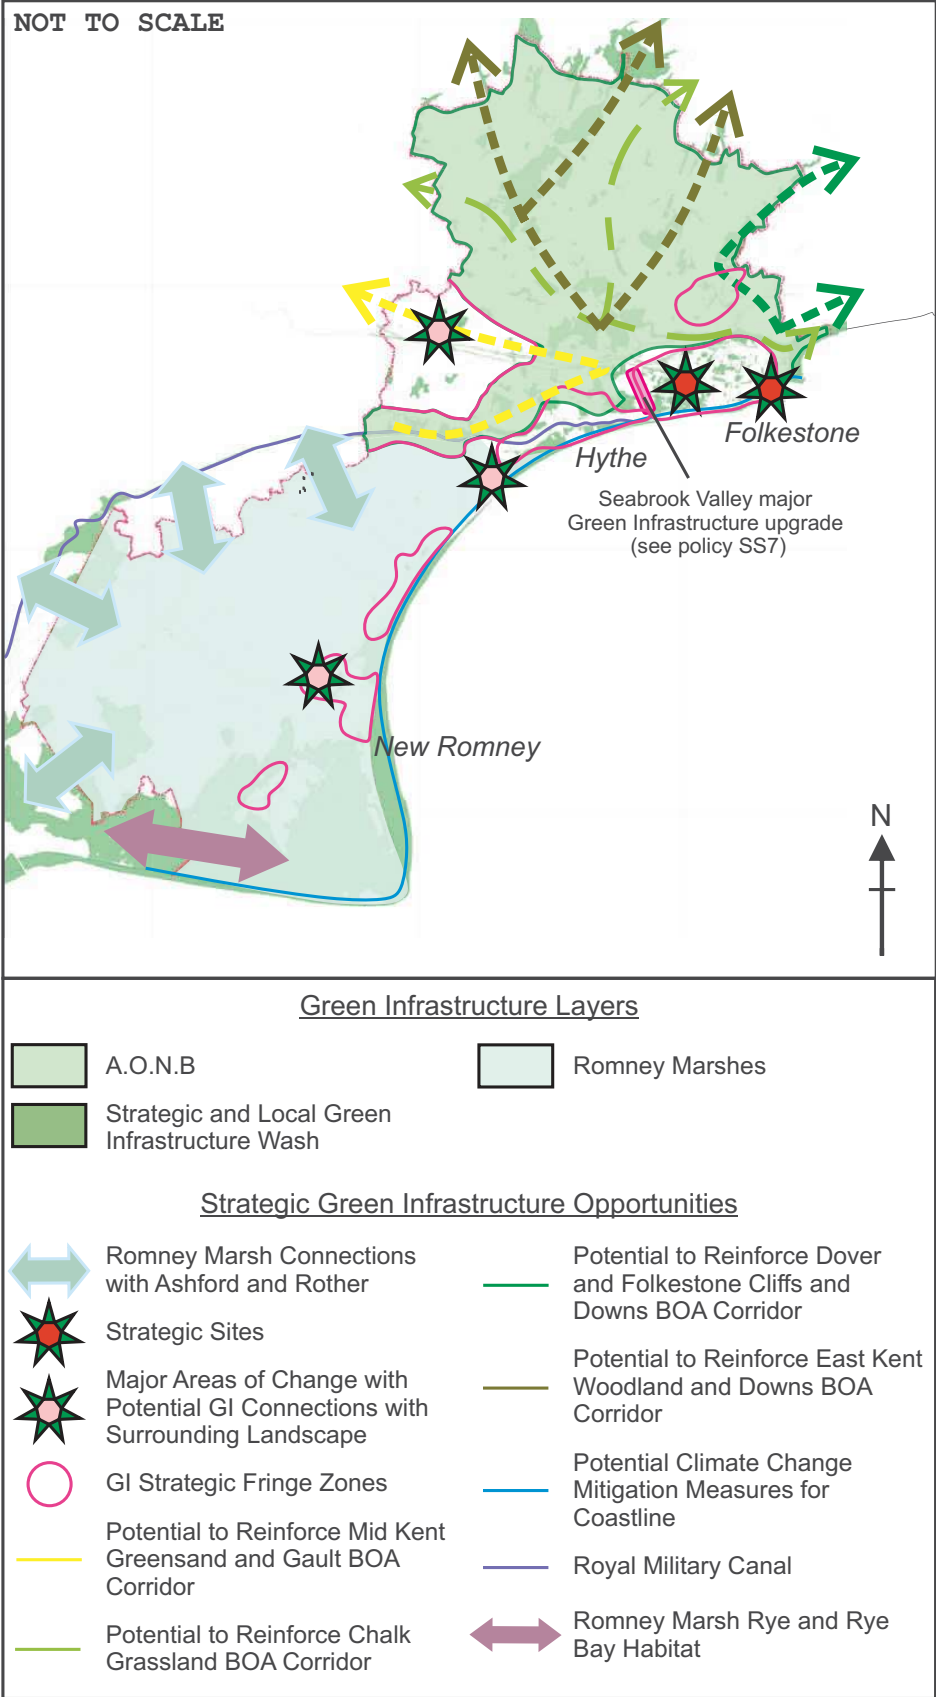 NOT TO SCALE
Folkestone
Hythe
Seabrook Valley major
Green Infrastructure upgrade
(see policy SS7)
New Romney
N
Green Infrastructure Layers
A.O.N.B
Romney Marshes
Strategic and Local Green
Infrastructure Wash
Strategic Green Infrastructure Opportunities
Romney Marsh Connections
with Ashford and Rother
Strategic Sites
Major Areas of Change with
Potential GI Connections with
Surrounding Landscape
GI Strategic Fringe Zones
Potential to Reinforce Mid Kent
Greensand and Gault BOA
Corridor
Potential to Reinforce Chalk
Grassland BOA Corridor
Potential to Reinforce Dover
and Folkestone Cliffs and
Downs BOA Corridor
Potential to Reinforce East Kent
Woodland and Downs BOA
Corridor
Potential Climate Change
Mitigation Measures for
Coastline
Royal Military Canal
Romney Marsh Rye and Rye
Bay Habitat